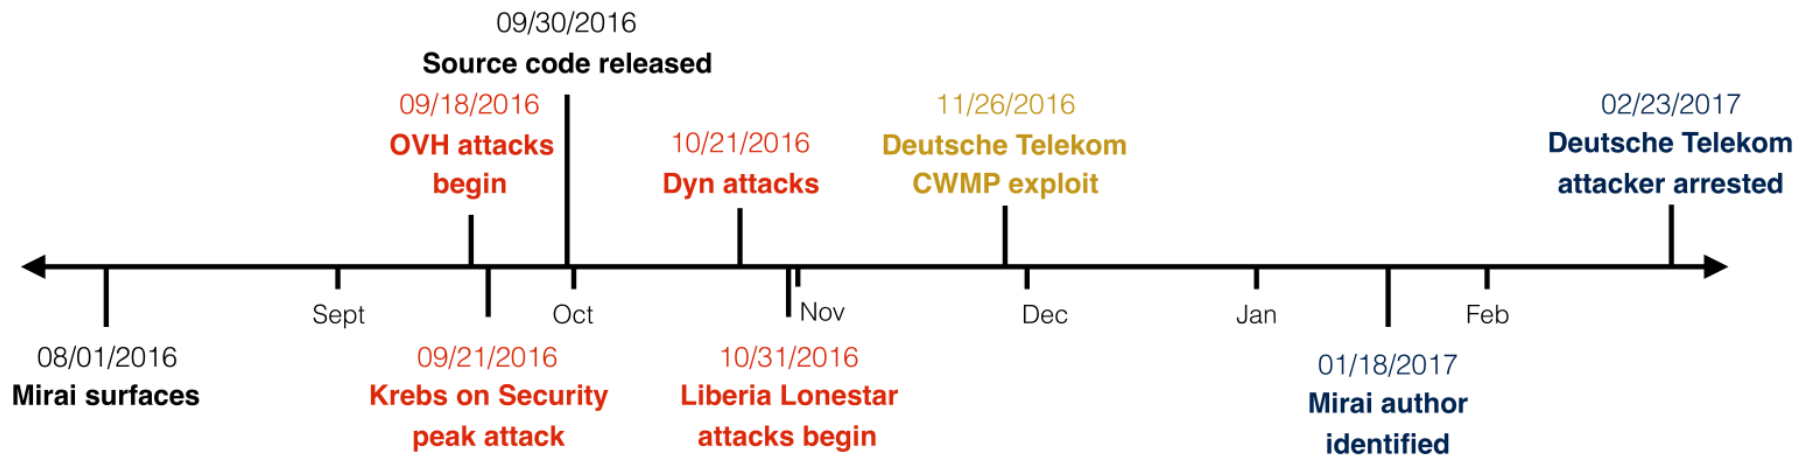 09/30/2016
Source code released
09/18/2016
OVH attacks
begin
10/21/2016
Dyn attacks
11/26/2016
Deutsche Telekom
CWMP exploit
02/23/2017
Deutsche Telekom
attacker arrested
Sept
Oct
Nov
Dec
Jan
Feb
08/01/2016
Mirai surfaces
09/21/2016
Krebs on Security
peak attack
10/31/2016
Liberia Lonestar
attacks begin
01/18/2017
Mirai author
identified